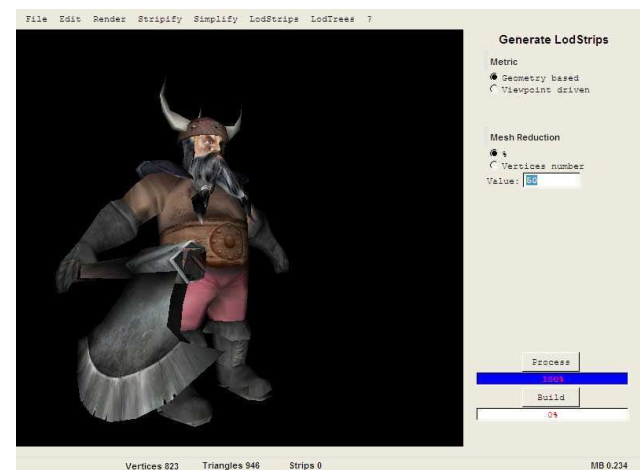 File Edit Render Stripify Simplify LodStrips LodTrees ?
Generate LodStrips
Metric
Geometry based
Viewpoint driven
Mesh Reduction
%
Vertices number
Value: 50
Process
100%
Build
0%
Vertices 823 Triangles 946 Strips 0 MB 0.234